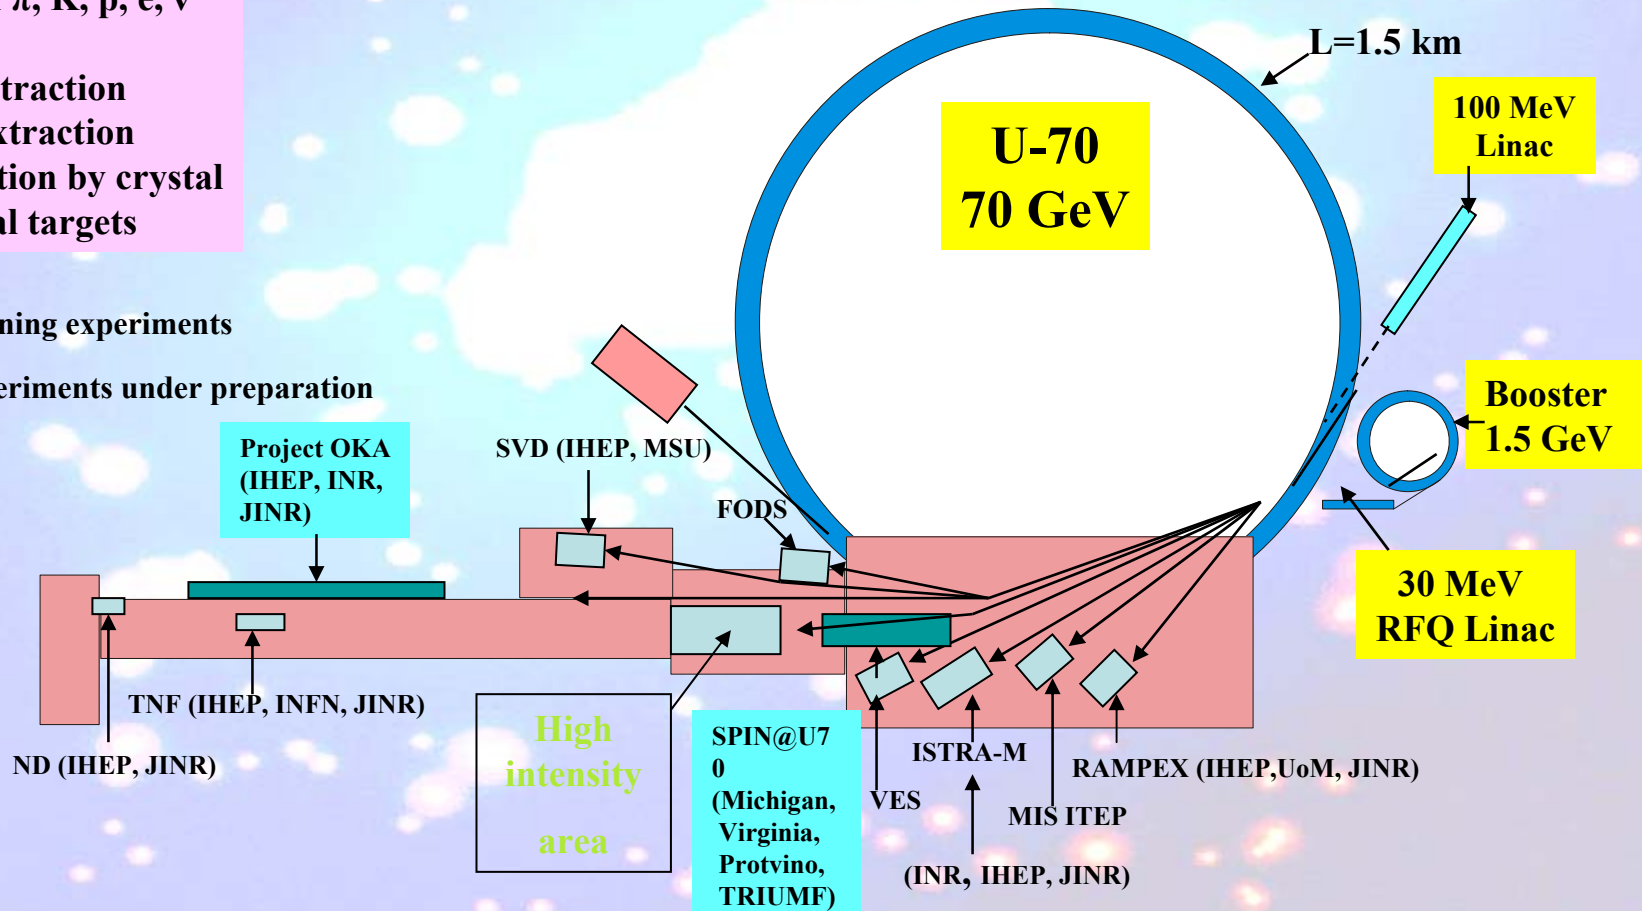 π, K, p, e, ν
traction
xtraction
tion by crystal
al targets
ning experiments
eriments under preparation
L=1.5 km
U-70
70 GeV
100 MeV
Linac
Booster
1.5 GeV
30 MeV
RFQ Linac
Project OKA
(IHEP, INR,
JINR)
SVD (IHEP, MSU)
FODS
TNF (IHEP, INFN, JINR)
ND (IHEP, JINR)
High
intensity
area
SPIN@U7
0
(Michigan,
Virginia,
Protvino,
TRIUMF)
VES
ISTRA-M
(INR, IHEP, JINR)
MIS ITEP
RAMPEX (IHEP,UoM, JINR)